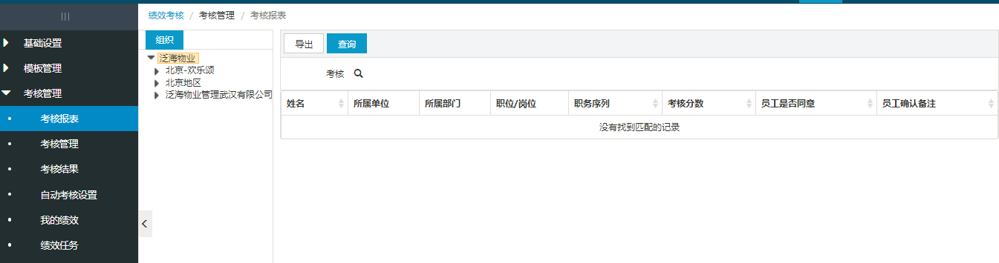 绩效考核 / 考核管理 / 考核报表
基础设置
模板管理
考核管理
考核报表
考核管理
考核结果
自动考核设置
我的绩效
绩效任务
组织
泛海物业
北京-欢乐颂
北京地区
泛海物业管理武汉有限公司
导出 查询
考核
姓名 所属单位 所属部门 职位/岗位 职务序列 考核分数 员工是否同意 员工确认备注
没有找到匹配的记录